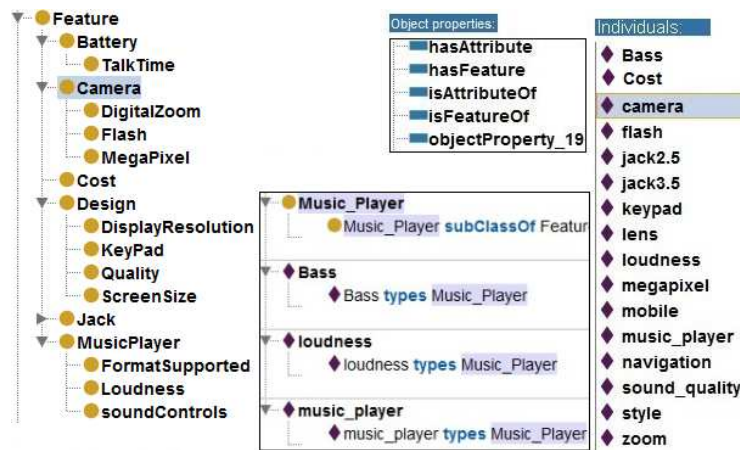 Feature
Battery
TalkTime
Camera
DigitalZoom
Flash
MegaPixel
Cost
Design
DisplayResolution
KeyPad
Quality
ScreenSize
Jack
MusicPlayer
FormatSupported
Loudness
soundControls
Object properties:
hasAttribute
hasFeature
isAttributeOf
isFeatureOf
objectProperty_19
Music_Player
Music_Player subClassOf Featur
Bass
Bass types Music_Player
loudness
loudness types Music_Player
music_player
music_player types Music_Player
Individuals:
Bass
Cost
camera
flash
jack2.5
jack3.5
keypad
lens
loudness
megapixel
mobile
music_player
navigation
sound_quality
style
zoom